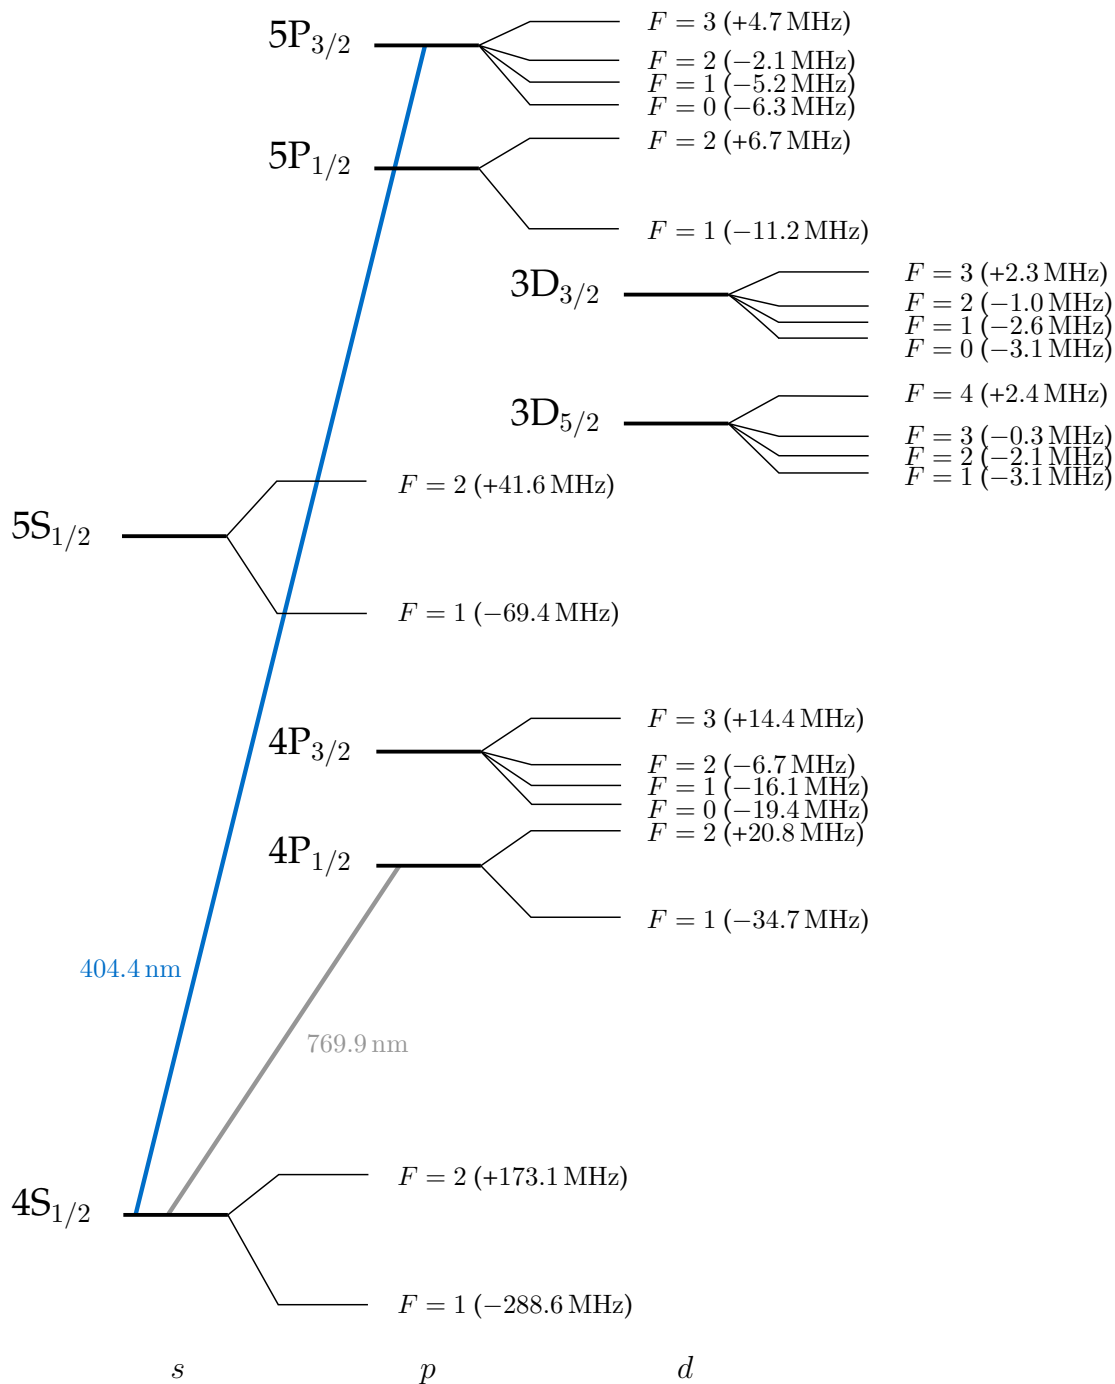 5P3/2
F = 3 (+4.7 MHz)
F = 2 (−2.1 MHz)
F = 1 (−5.2 MHz)
F = 0 (−6.3 MHz)
5P1/2
F = 2 (+6.7 MHz)
F = 1 (−11.2 MHz)
3D3/2
F = 3 (+2.3 MHz)
F = 2 (−1.0 MHz)
F = 1 (−2.6 MHz)
F = 0 (−3.1 MHz)
3D5/2
F = 4 (+2.4 MHz)
F = 3 (−0.3 MHz)
F = 2 (−2.1 MHz)
F = 1 (−3.1 MHz)
5S1/2
F = 2 (+41.6 MHz)
F = 1 (−69.4 MHz)
4P3/2
F = 3 (+14.4 MHz)
F = 2 (−6.7 MHz)
F = 1 (−16.1 MHz)
F = 0 (−19.4 MHz)
4P1/2
F = 2 (+20.8 MHz)
F = 1 (−34.7 MHz)
404.4 nm
769.9 nm
4S1/2
F = 2 (+173.1 MHz)
F = 1 (−288.6 MHz)
s p d